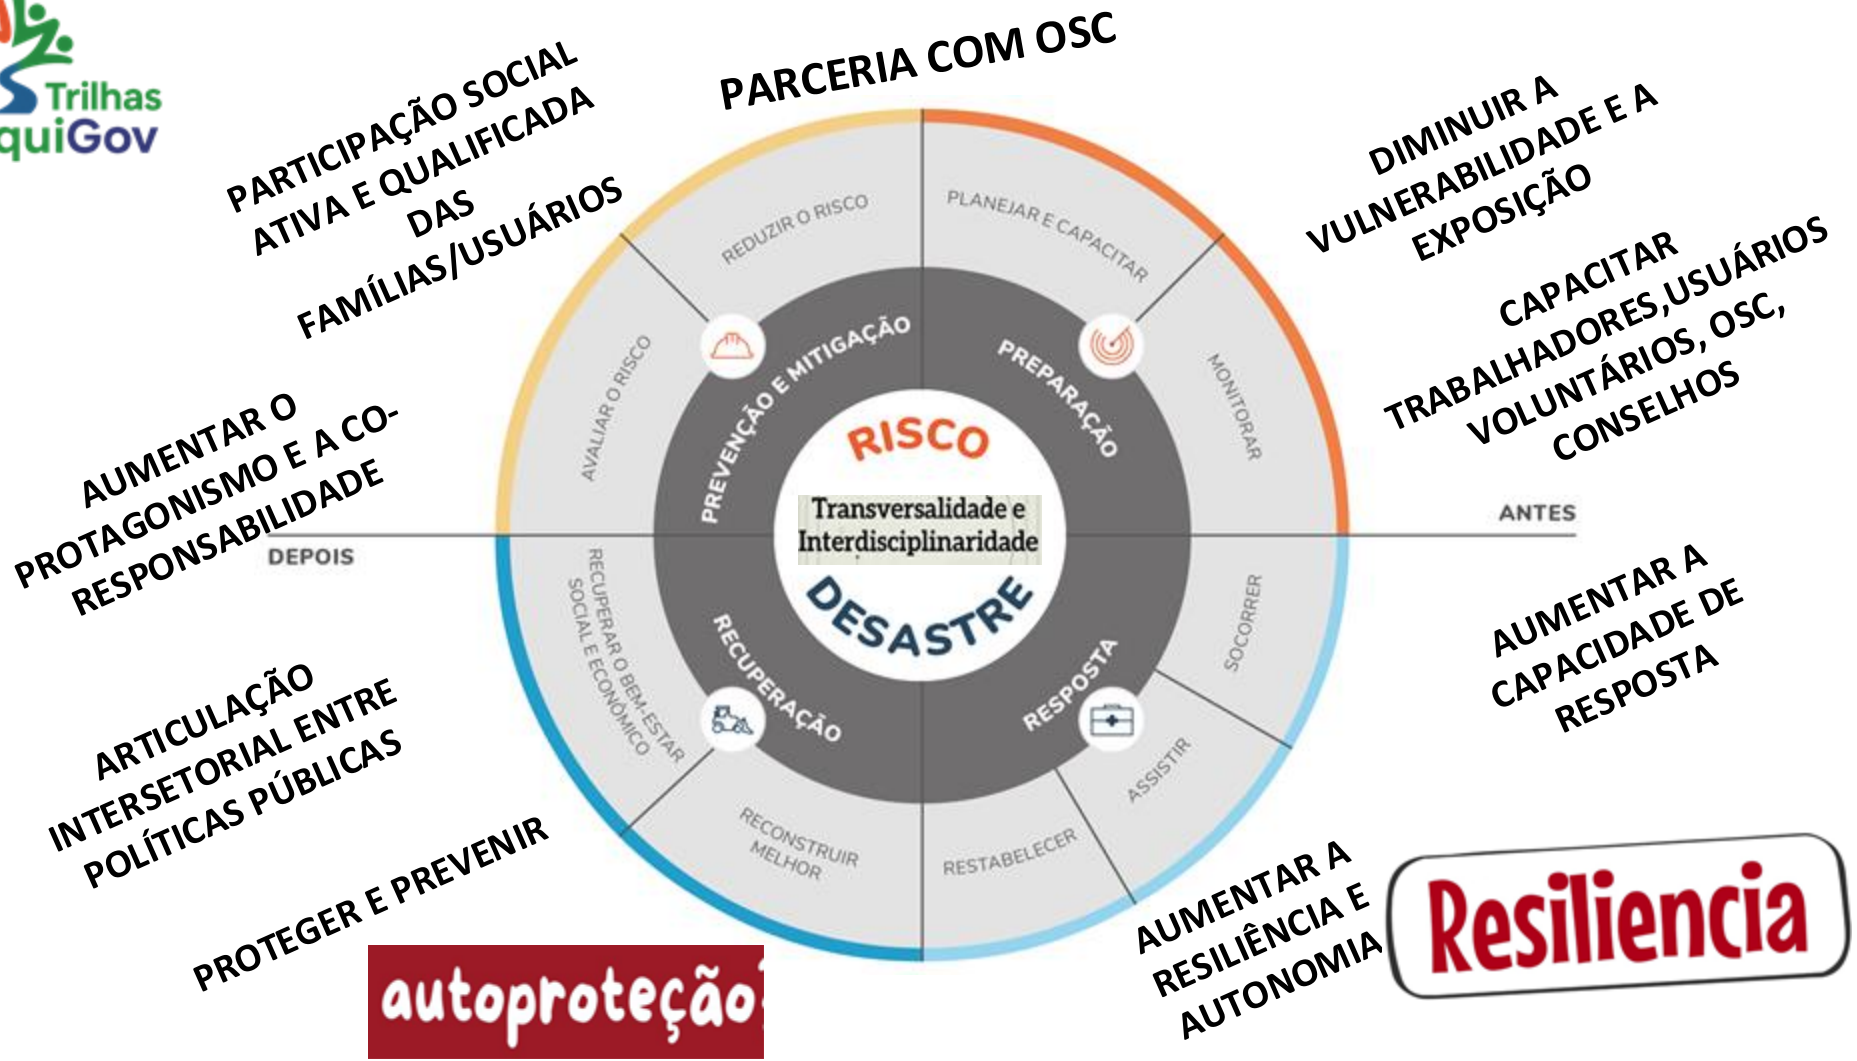 Trilhas
quiGov
PARCERIA COM OSC
PARTICIPAÇÃO SOCIAL
ATIVA E QUALIFICADA
DAS
FAMÍLIAS/USUÁRIOS
DIMINUIR A
VULNERABILIDADE E A
EXPOSIÇÃO
CAPACITAR
TRABALHADORES,USUÁRIOS
VOLUNTÁRIOS, OSC,
CONSELHOS
REDUZIR O RISCO
PLANEJAR E CAPACITAR
AVALIAR O RISCO
MONITORAR
PREVENÇÃO E MITIGAÇÃO
PREPARAÇÃO
RISCO
Transversalidade e
Interdisciplinaridade
DESASTRE
AUMENTAR O
PROTAGONISMO E A CO-
RESPONSABILIDADE
ANTES
DEPOIS
RECUPERAR O BEM-ESTAR
SOCIAL E ECONÔMICO
RECUPERAÇÃO
RESPOSTA
SOCORRER
ASSISTIR
RESTABELECER
RECONSTRUIR
MELHOR
AUMENTAR A
CAPACIDADE DE
RESPOSTA
ARTICULAÇÃO
INTERSETORIAL ENTRE
POLÍTICAS PÚBLICAS
PROTEGER E PREVENIR
autoproteção
AUMENTAR A
RESILIÊNCIA E
AUTONOMIA
Resiliencia